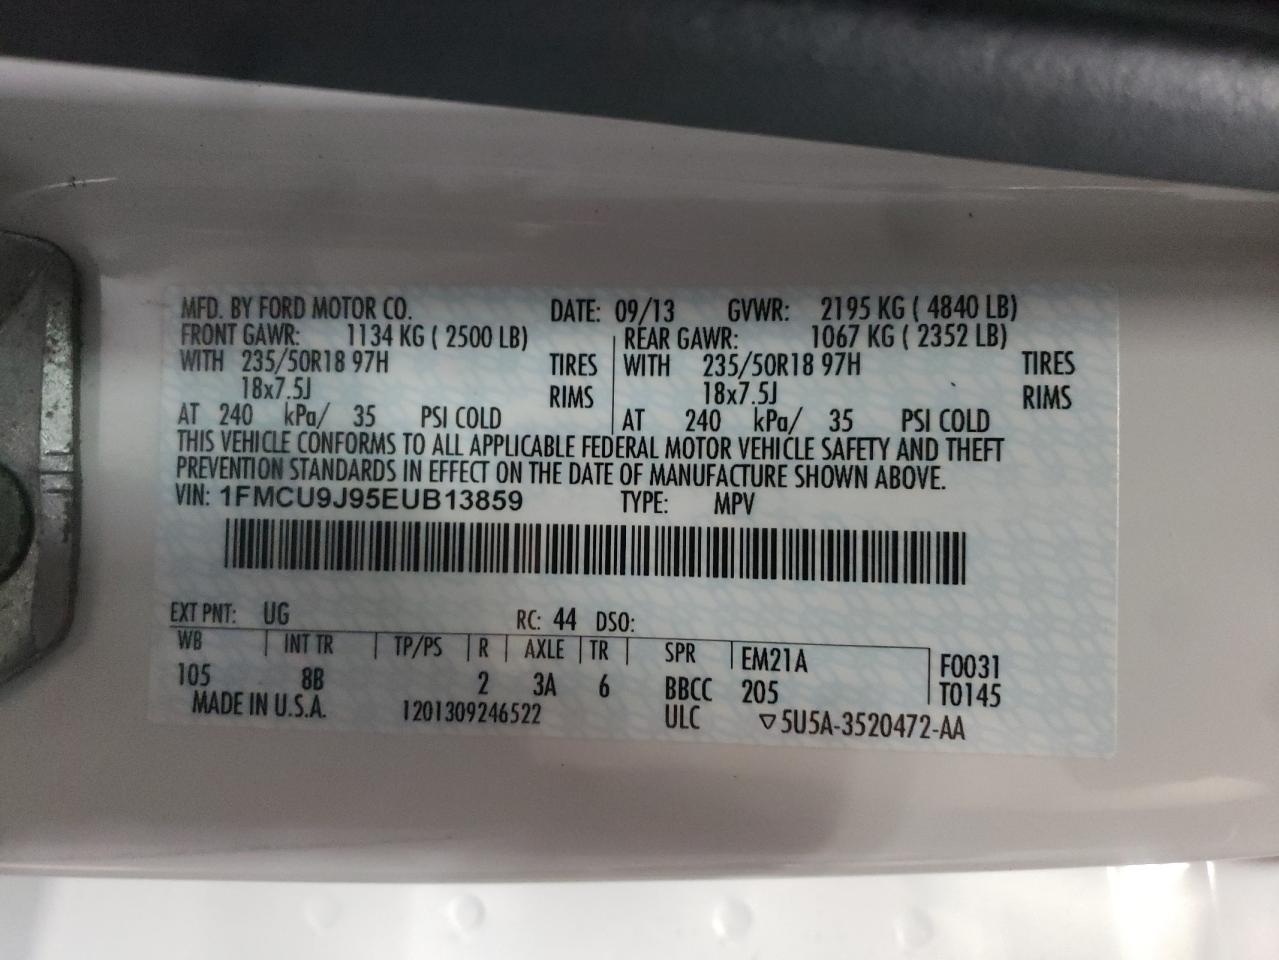 MFD. BY FORD MOTOR CO. DATE: 09/13 GVWR: 2195 KG ( 4840 LB)
FRONT GAWR: 1134 KG ( 2500 LB) REAR GAWR: 1067 KG ( 2352 LB)
WITH 235/50R18 97H TIRES WITH 235/50R18 97H TIRES
18x7.5J RIMS 18x7.5J RIMS
AT 240 kPa/ 35 PSI COLD AT 240 kPa/ 35 PSI COLD
THIS VEHICLE CONFORMS TO ALL APPLICABLE FEDERAL MOTOR VEHICLE SAFETY AND THEFT
PREVENTION STANDARDS IN EFFECT ON THE DATE OF MANUFACTURE SHOWN ABOVE.
VIN: 1FMCU9J95EUB13859 TYPE: MPV
EXT PNT: UG RC: 44 DSO:
WB INT TR TP/PS R AXLE TR SPR EM21A F0031
105 8B 2 3A 6 BBCC 205 T0145
MADE IN U.S.A. 1201309246522 ULC ▽5U5A-3520472-AA